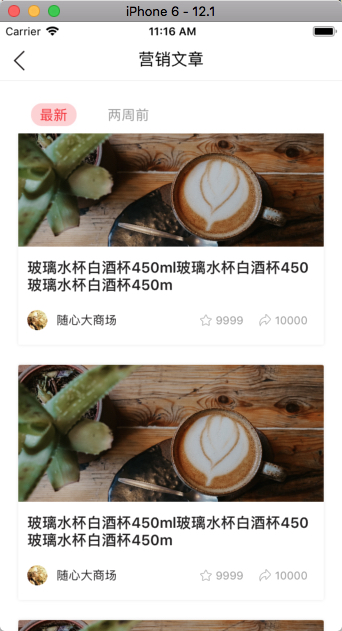 iPhone 6 - 12.1
Carrier 11:16 AM
营销文章
最新 两周前
玻璃水杯白酒杯450ml玻璃水杯白酒杯450
玻璃水杯白酒杯450m
随心大商场 9999 10000
玻璃水杯白酒杯450ml玻璃水杯白酒杯450
玻璃水杯白酒杯450m
随心大商场 9999 10000